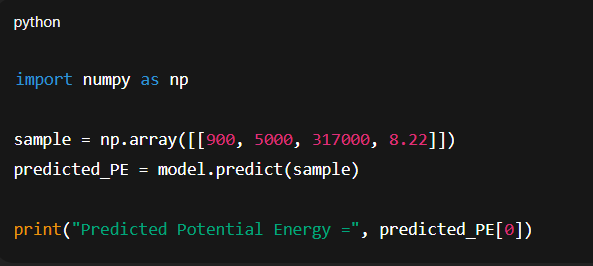 python
import numpy as np
sample = np.array([[900, 5000, 317000, 8.22]])
predicted_PE = model.predict(sample)
print("Predicted Potential Energy =", predicted_PE[0])